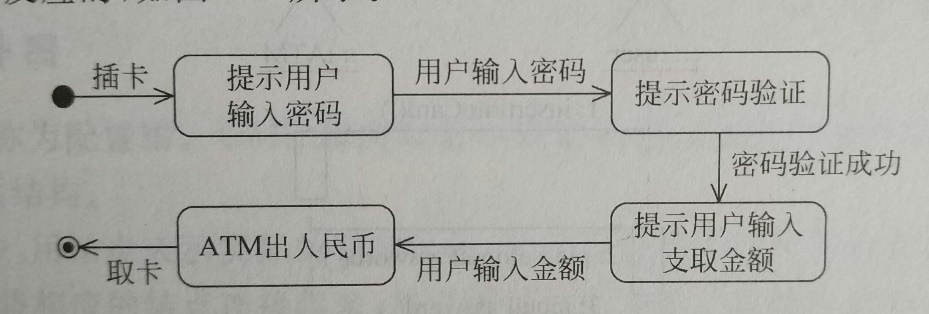 插卡
提示用户
输入密码
用户输入密码
提示密码验证
密码验证成功
提示用户输入
支取金额
用户输入金额
ATM出人民币
取卡